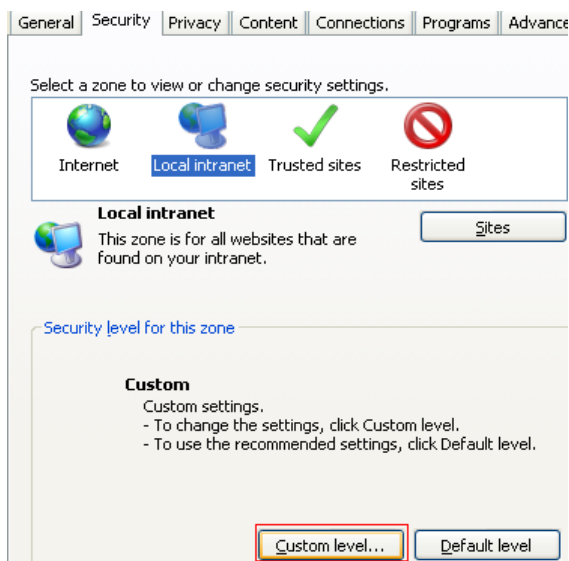 General Security Privacy Content Connections Programs Advance
Select a zone to view or change security settings.
Internet Local intranet Trusted sites Restricted
sites
Local intranet
Sites
This zone is for all websites that are
found on your intranet.
Security level for this zone
Custom
Custom settings.
- To change the settings, click Custom level.
- To use the recommended settings, click Default level.
Custom level... Default level